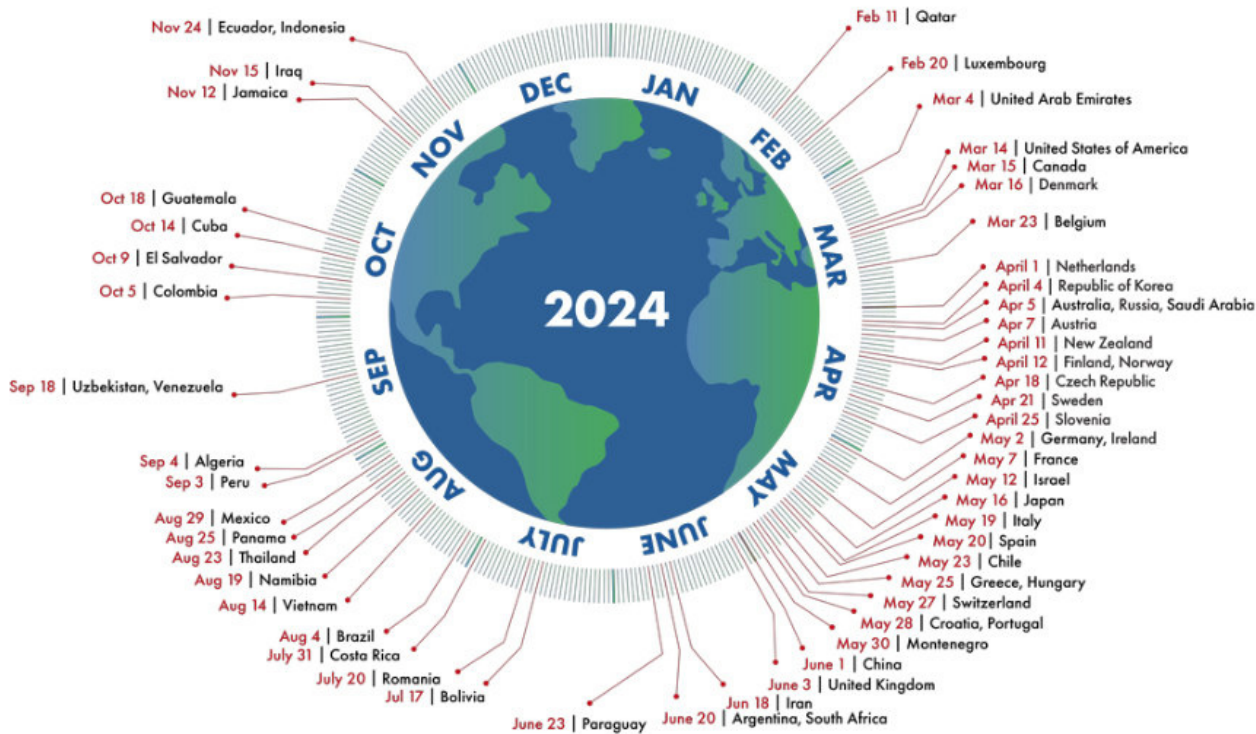 Feb 11 | Qatar
Feb 20 | Luxembourg
Mar 4 | United Arab Emirates
Mar 14 | United States of America
Mar 15 | Canada
Mar 16 | Denmark
Mar 23 | Belgium
April 1 | Netherlands
April 4 | Republic of Korea
Apr 5 | Australia, Russia, Saudi Arabia
Apr 7 | Austria
April 11 | New Zealand
April 12 | Finland, Norway
Apr 18 | Czech Republic
Apr 21 | Sweden
April 25 | Slovenia
May 2 | Germany, Ireland
May 7 | France
May 12 | Israel
May 16 | Japan
May 19 | Italy
May 20 | Spain
May 23 | Chile
May 25 | Greece, Hungary
May 27 | Switzerland
May 28 | Croatia, Portugal
May 30 | Montenegro
June 1 | China
June 3 | United Kingdom
Jun 18 | Iran
June 20 | Argentina, South Africa
June 23 | Paraguay
Jul 17 | Bolivia
July 20 | Romania
July 31 | Costa Rica
Aug 4 | Brazil
Aug 14 | Vietnam
Aug 19 | Namibia
Aug 23 | Thailand
Aug 25 | Panama
Aug 29 | Mexico
Sep 3 | Peru
Sep 4 | Algeria
Sep 18 | Uzbekistan, Venezuela
Oct 5 | Colombia
Oct 9 | El Salvador
Oct 14 | Cuba
Oct 18 | Guatemala
Nov 12 | Jamaica
Nov 15 | Iraq
Nov 24 | Ecuador, Indonesia
JAN
FEB
MAR
APR
MAY
JUNE
JULY
AUG
SEP
OCT
NOV
DEC
2024